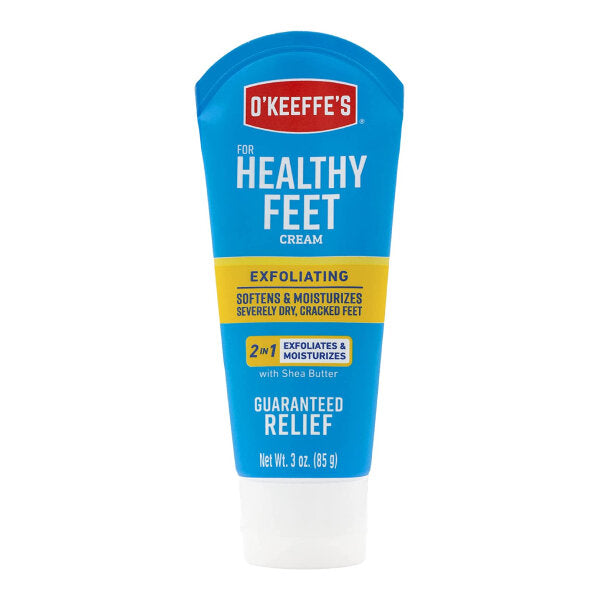 O'KEEFFE'S®
FOR
HEALTHY
FEET
CREAM
EXFOLIATING
SOFTENS & MOISTURIZES
SEVERELY DRY, CRACKED FEET
2 IN 1
EXFOLIATES &
MOISTURIZES
with Shea Butter
GUARANTEED
RELIEF
Net Wt. 3 oz. (85 g)